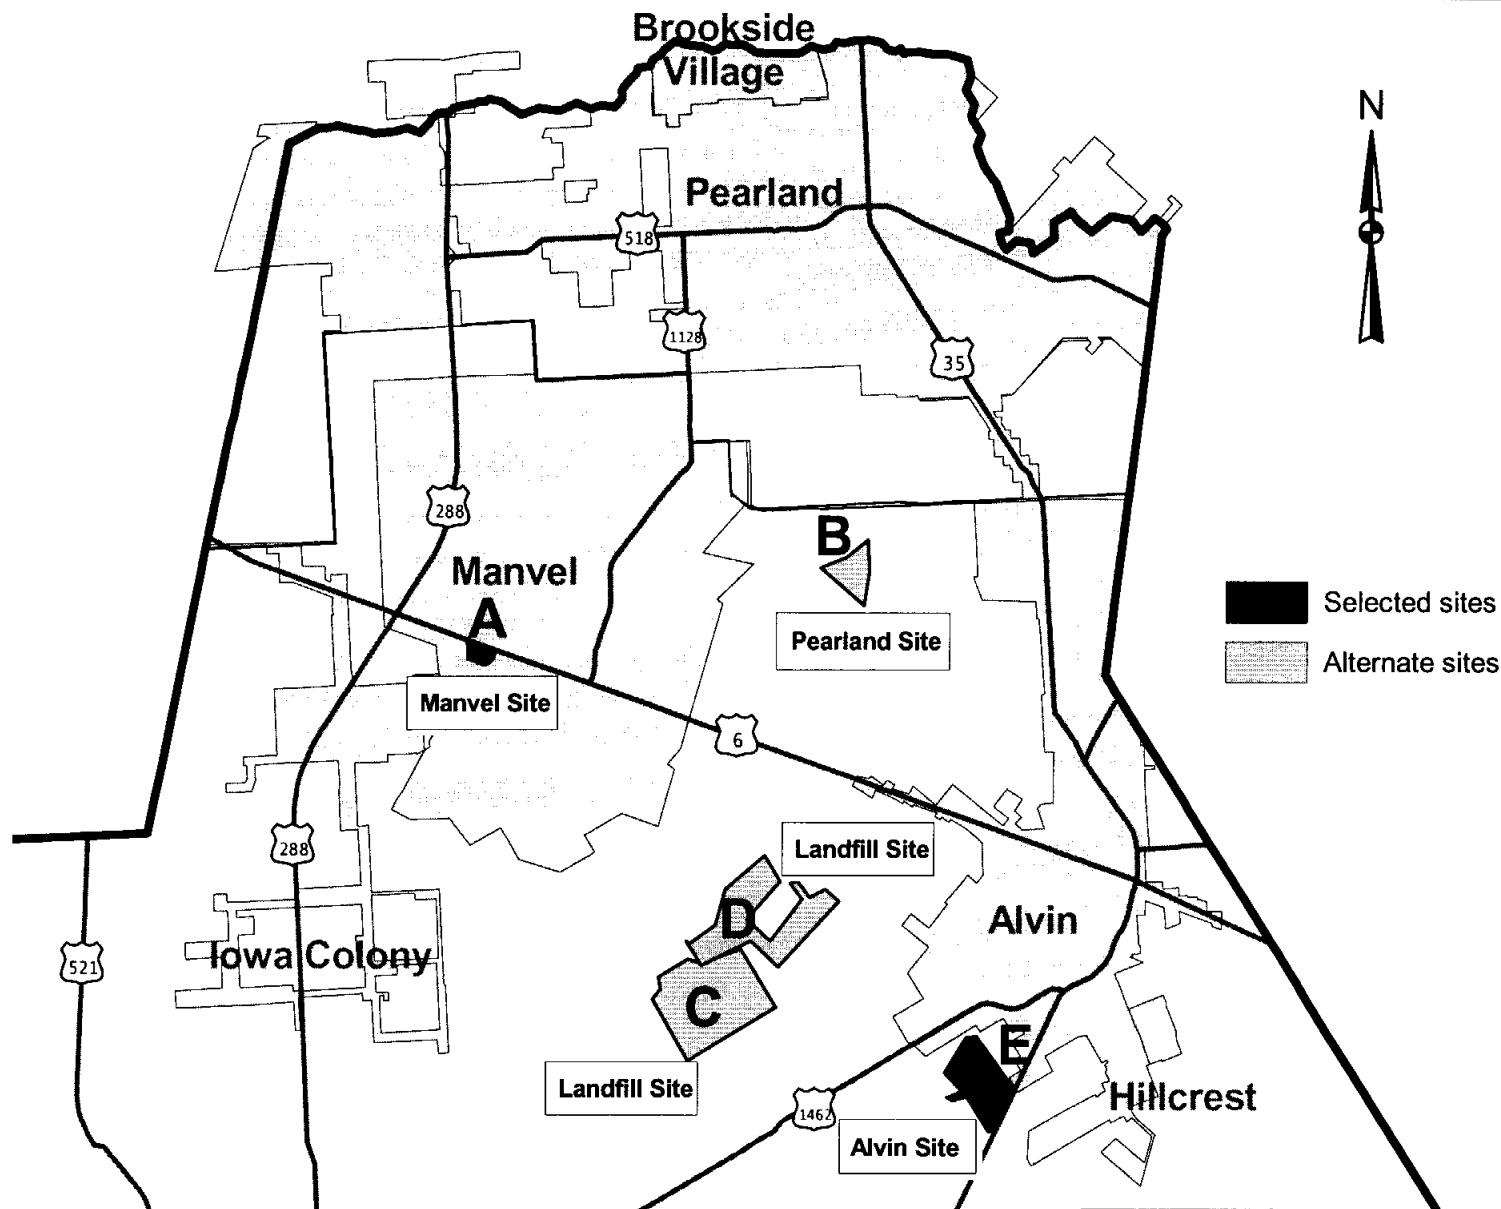 Brookside
Village
N
Pearland
518
1128
35
288
B
Manvel
A
Selected sites
Pearland Site
Alternate sites
Manvel Site
6
288
Landfill Site
D
Alvin
Iowa Colony
521
C
E
Landfill Site
Hillcrest
1462
Alvin Site